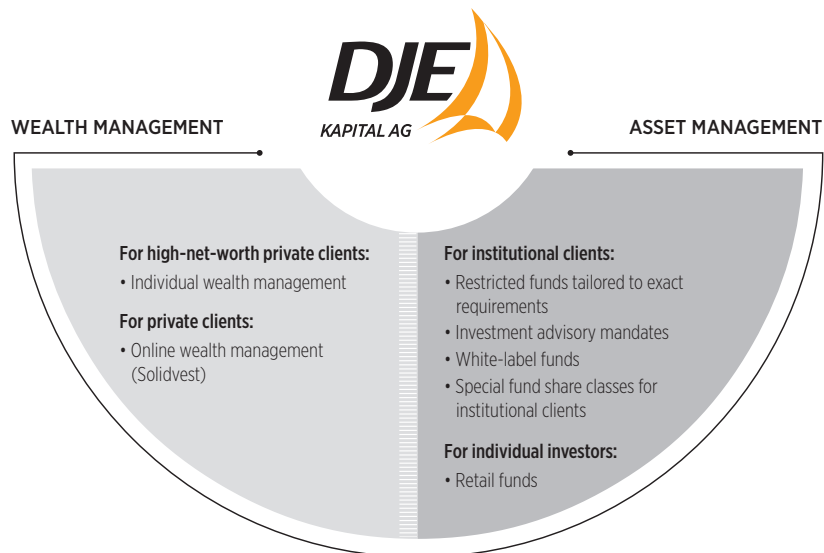 DJE
KAPITAL AG
WEALTH MANAGEMENT
ASSET MANAGEMENT
For high-net-worth private clients:
• Individual wealth management
For private clients:
• Online wealth management
(Solidvest)
For institutional clients:
• Restricted funds tailored to exact
requirements
• Investment advisory mandates
• White-label funds
• Special fund share classes for
institutional clients
For individual investors:
• Retail funds